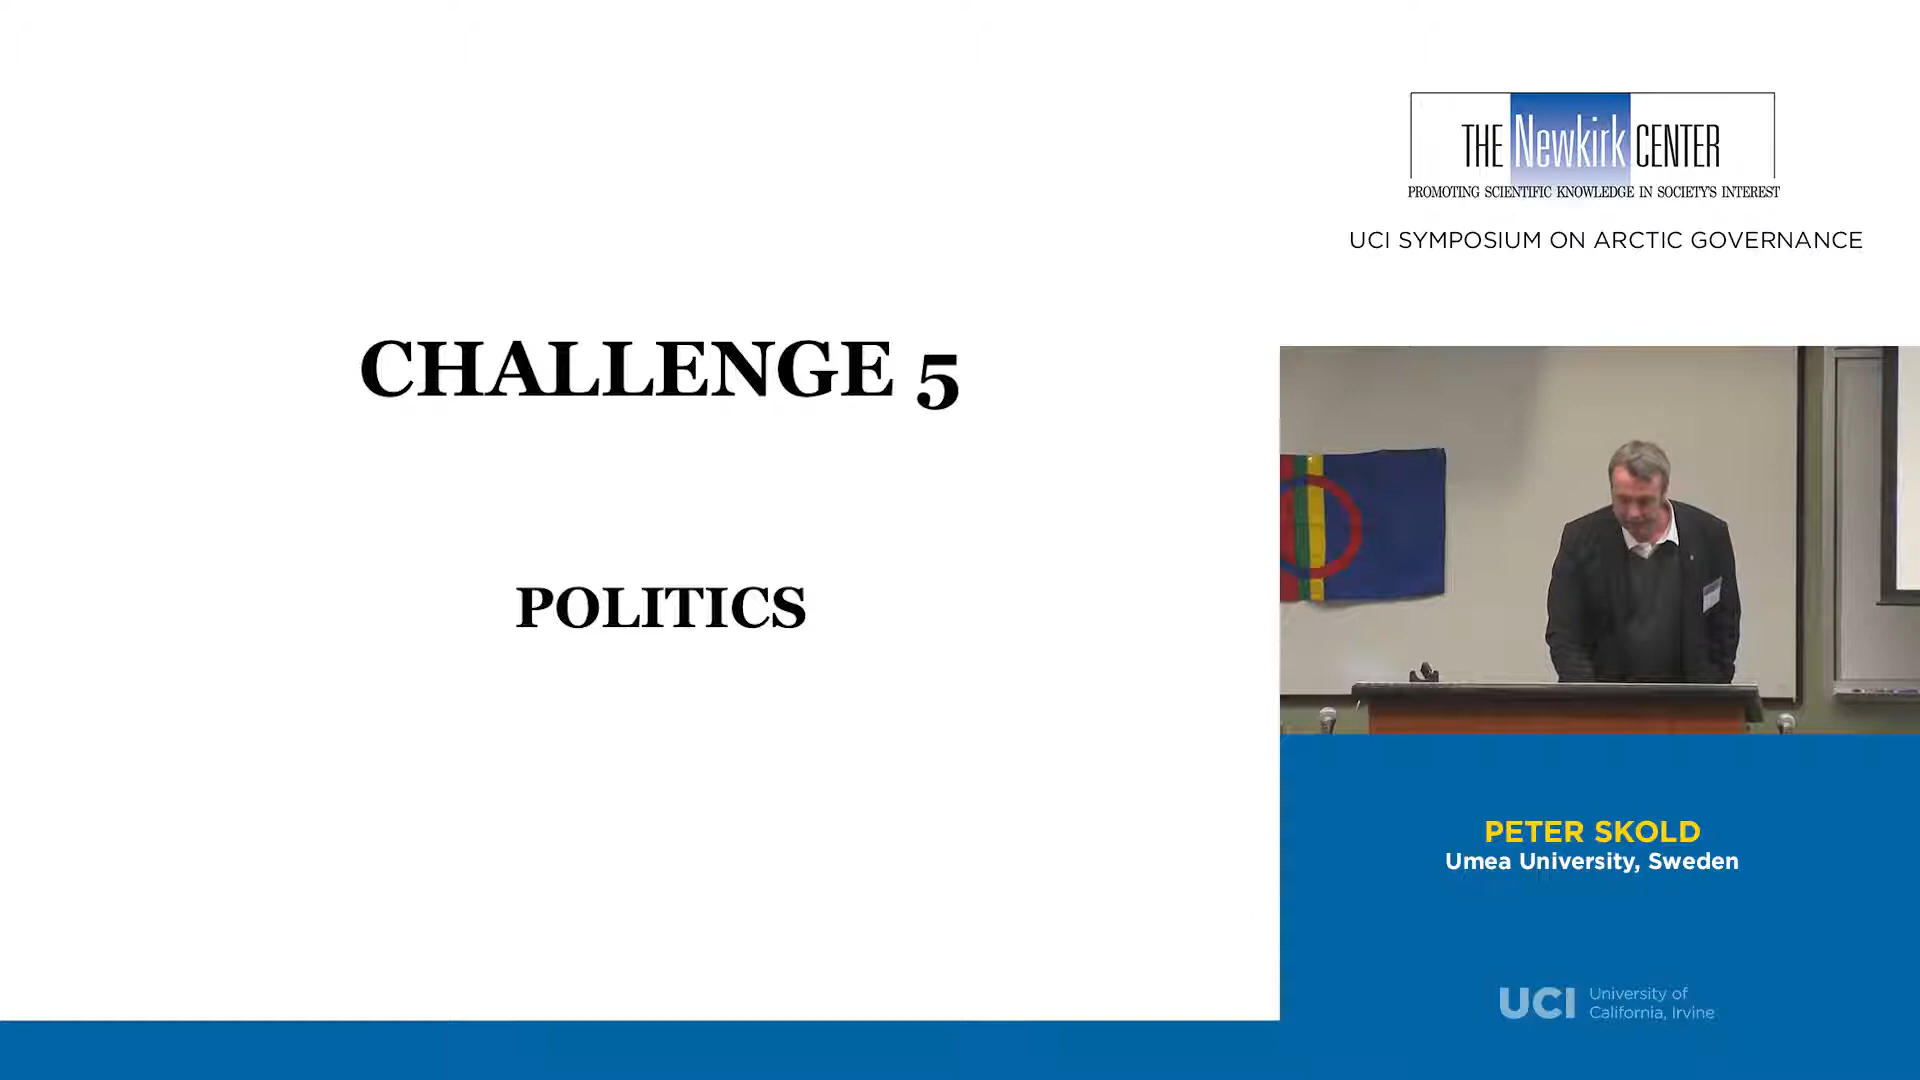 CHALLENGE 5
POLITICS
THE Newkirk CENTER
PROMOTING SCIENTIFIC KNOWLEDGE IN SOCIETY'S INTEREST
UCI SYMPOSIUM ON ARCTIC GOVERNANCE
PETER SKOLD
Umea University, Sweden
UCI University of
California, Irvine